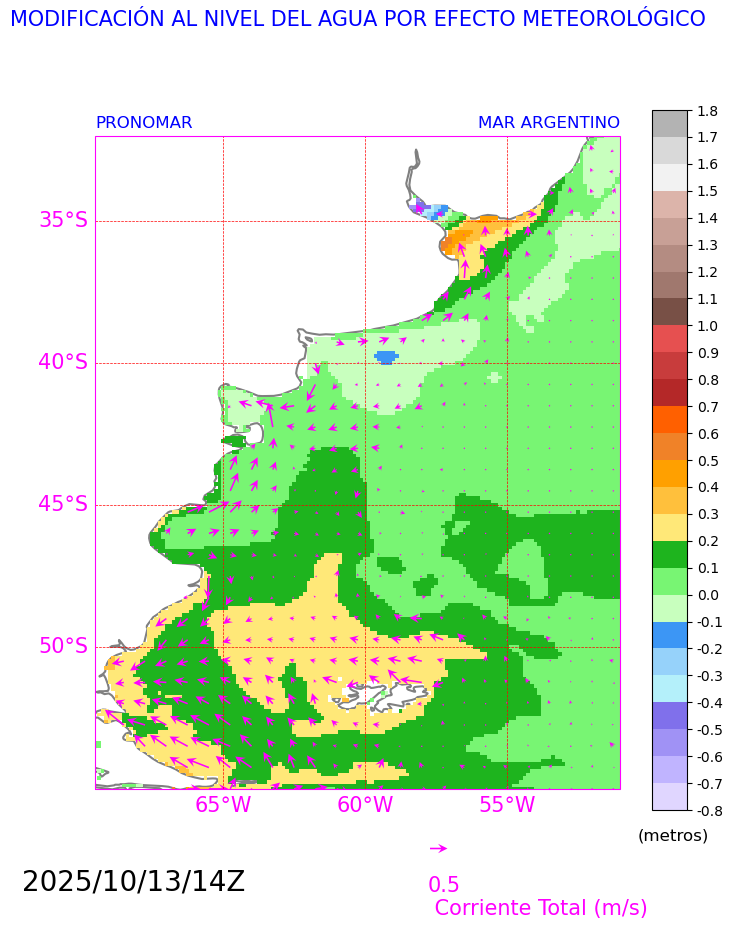 MODIFICACIÓN AL NIVEL DEL AGUA POR EFECTO METEOROLÓGICO
PRONOMAR
MAR ARGENTINO
35°S
40°S
45°S
50°S
65°W
60°W
55°W
1.8
1.7
1.6
1.5
1.4
1.3
1.2
1.1
1.0
0.9
0.8
0.7
0.6
0.5
0.4
0.3
0.2
0.1
0.0
-0.1
-0.2
-0.3
-0.4
-0.5
-0.6
-0.7
-0.8
(metros)
2025/10/13/14Z
0.5
Corriente Total (m/s)